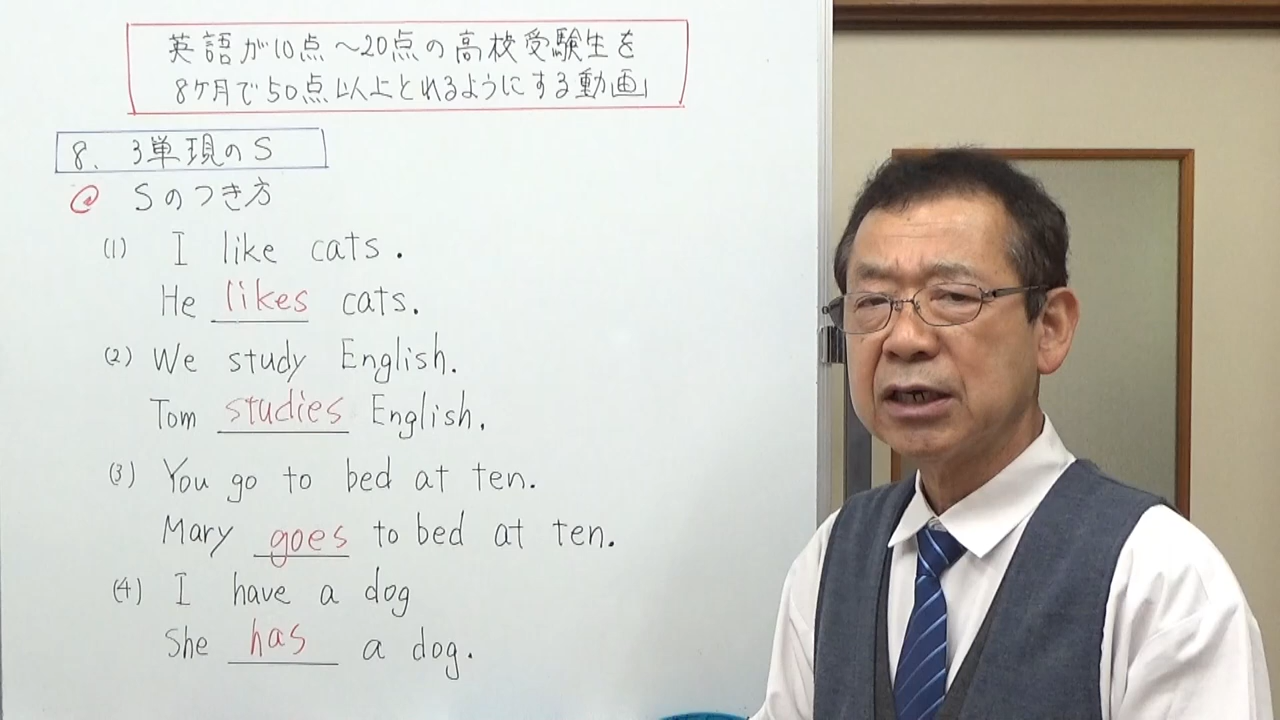 英語が10点〜20点の高校受験生を
8ケ月で50点以上とれるようにする動画」
8、3単現のS
@ Sのつき方
(1) I like cats.
He likes cats.
(2) We study English.
Tom studies English.
(3) You go to bed at ten.
Mary goes to bed at ten.
(4) I have a dog
She has a dog.